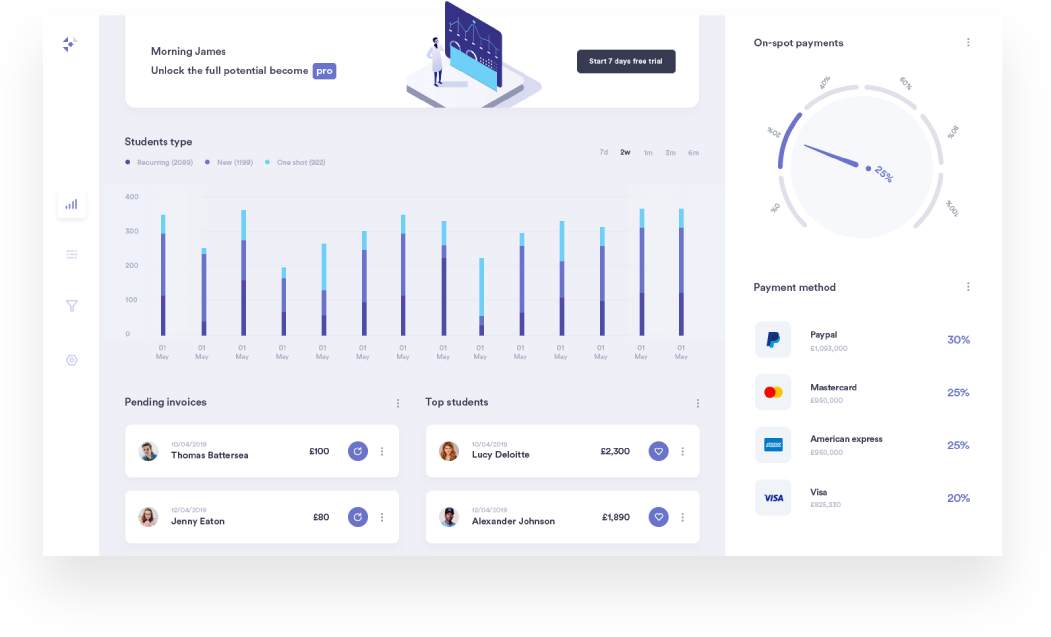 Morning James
Unlock the full potential become pro
Start 7 days free trial
Students type
Recurring (2089) New (1199) One shot (922)
7d 2w 1m 3m 6m
400
300
200
100
0
01 01 01 01 01 01 01 01 01 01 01 01 01 01
May May May May May May May May May May May May May May
Pending invoices
10/04/2019
Thomas Battersea £100
12/04/2019
Jenny Eaton £80
Top students
10/04/2019
Lucy Deloitte £2,300
12/04/2019
Alexander Johnson £1,890
On-spot payments
0%
20%
40%
60%
80%
100%
25%
Payment method
Paypal 30%
£1,093,000
Mastercard 25%
£950,000
American express 25%
£950,000
VISA
Visa 20%
£825,230